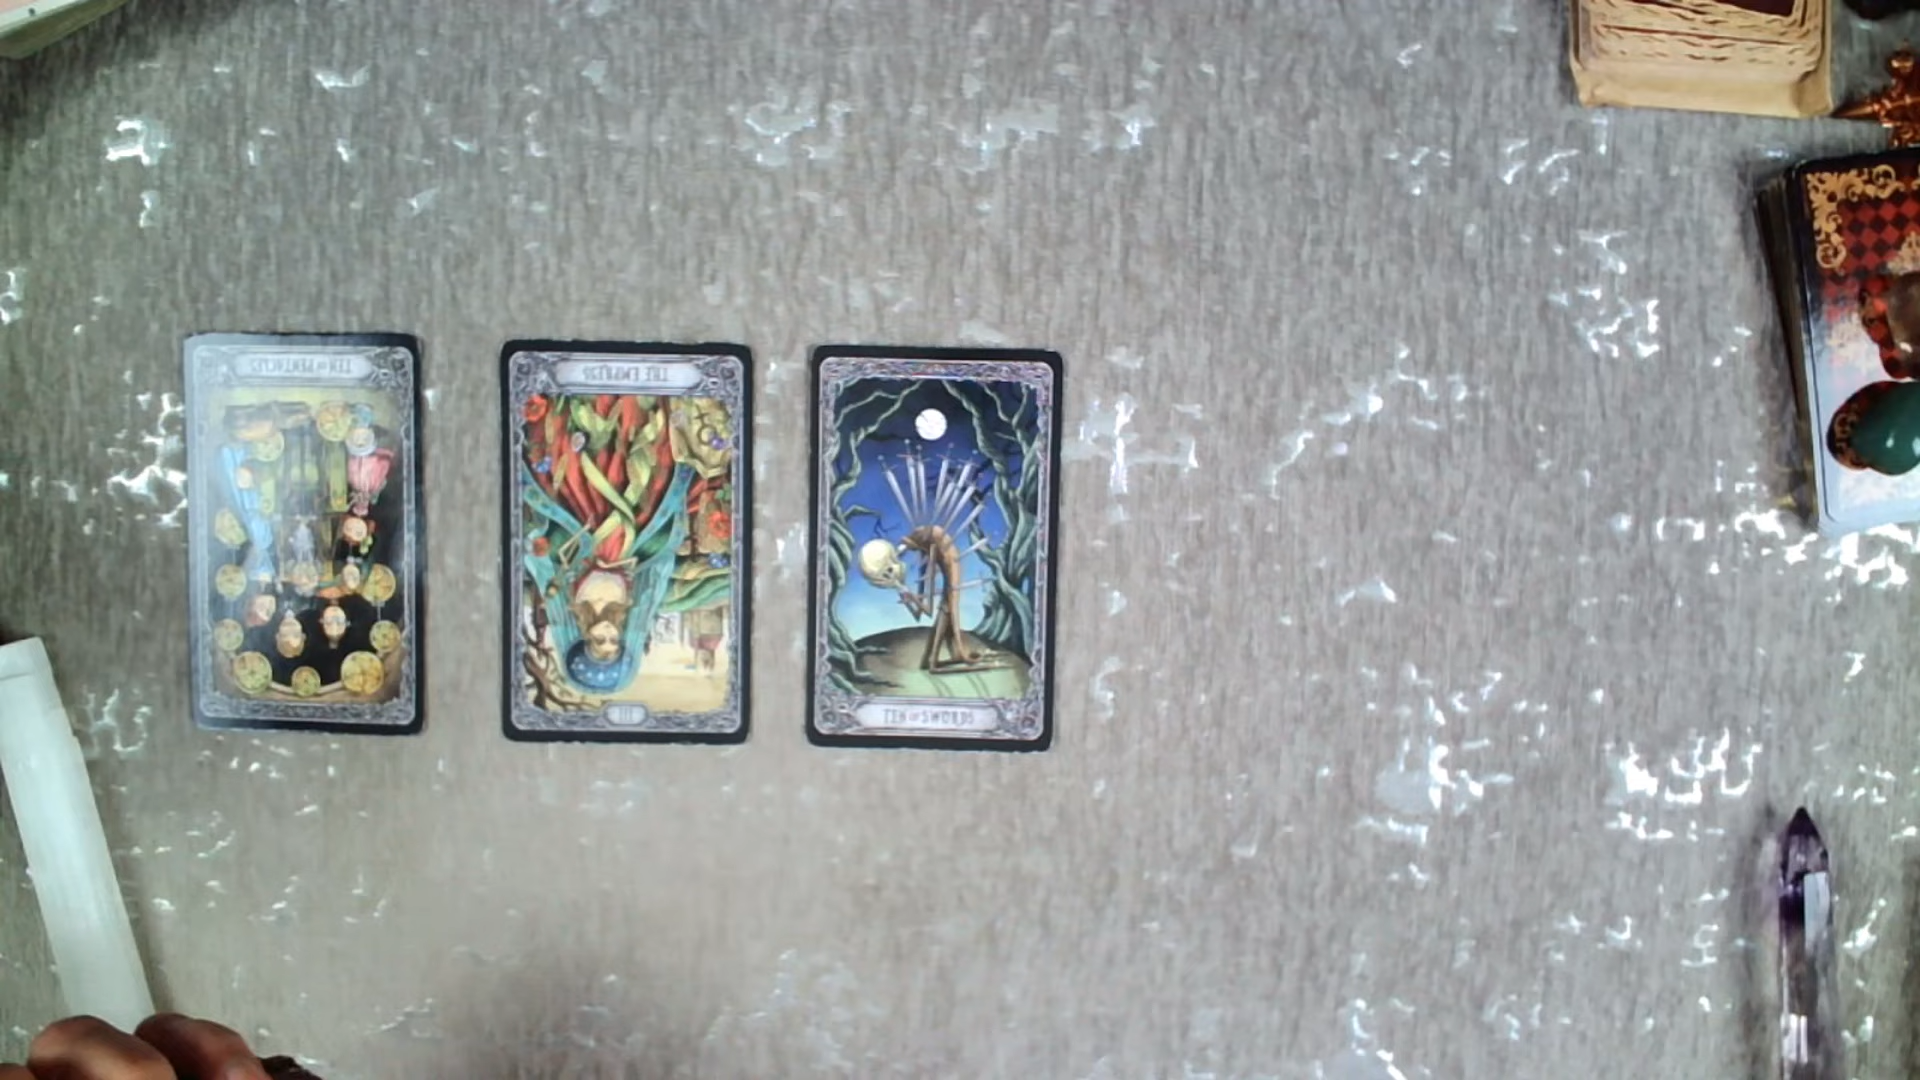 TEN OF PENTACLES
THE EMPRESS
III
TEN OF SWORDS